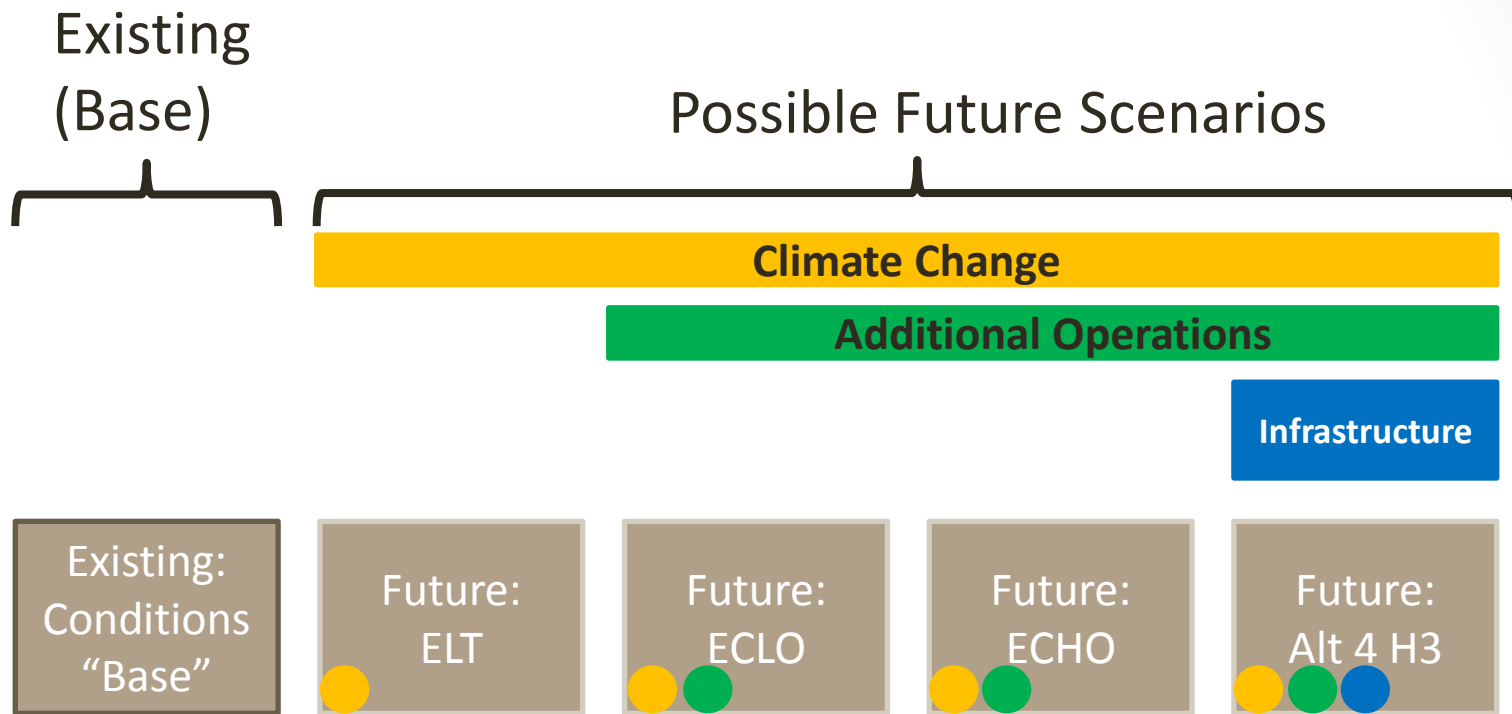 Existing
(Base)
Possible Future Scenarios
Climate Change
Additional Operations
Infrastructure
Existing:
Conditions
“Base”
Future:
ELT
Future:
ECLO
Future:
ECHO
Future:
Alt 4 H3